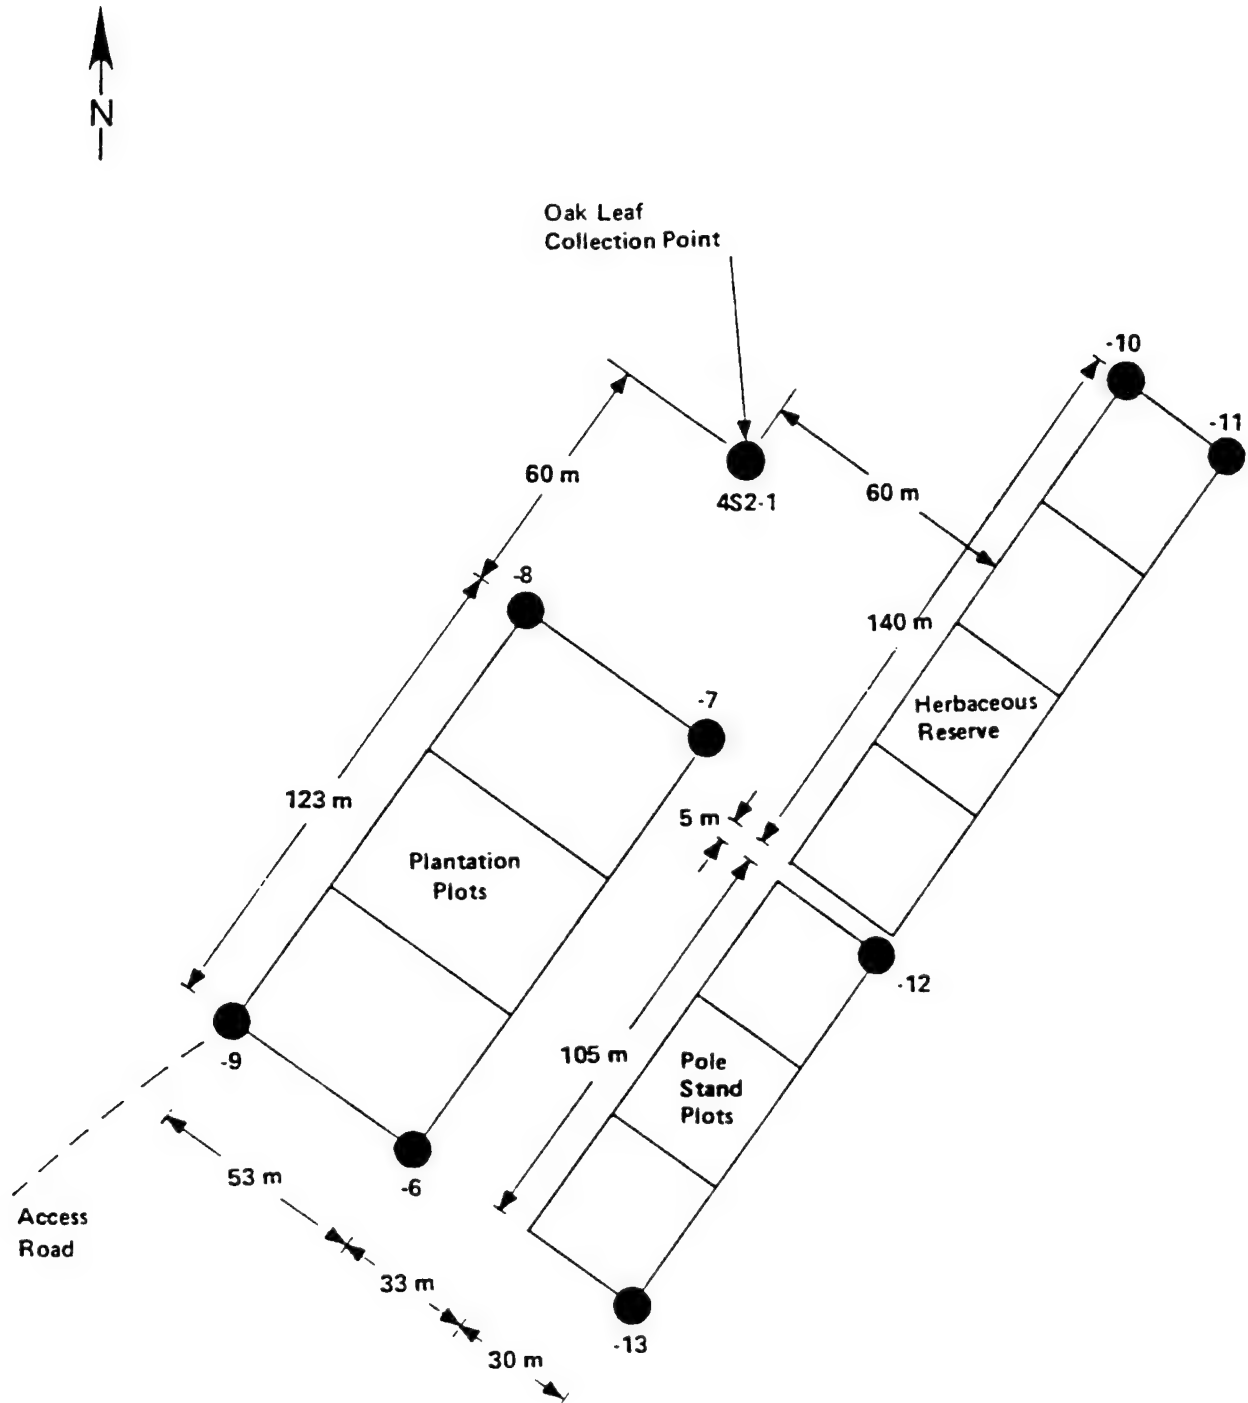 N
Oak Leaf
Collection Point
-10
-11
60 m
4S2-1
60 m
-8
140 m
-7
Herbaceous
Reserve
123 m
5 m
Plantation
Plots
-12
105 m
Pole
Stand
Plots
-9
53 m
-6
Access
Road
33 m
-13
30 m